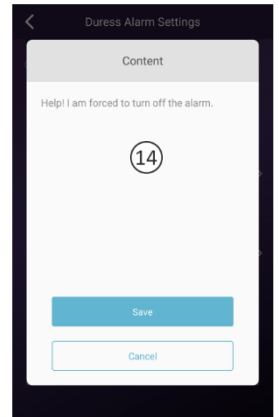 Duress Alarm Settings
Content
Help! I am forced to turn off the alarm.
14
Save
Cancel